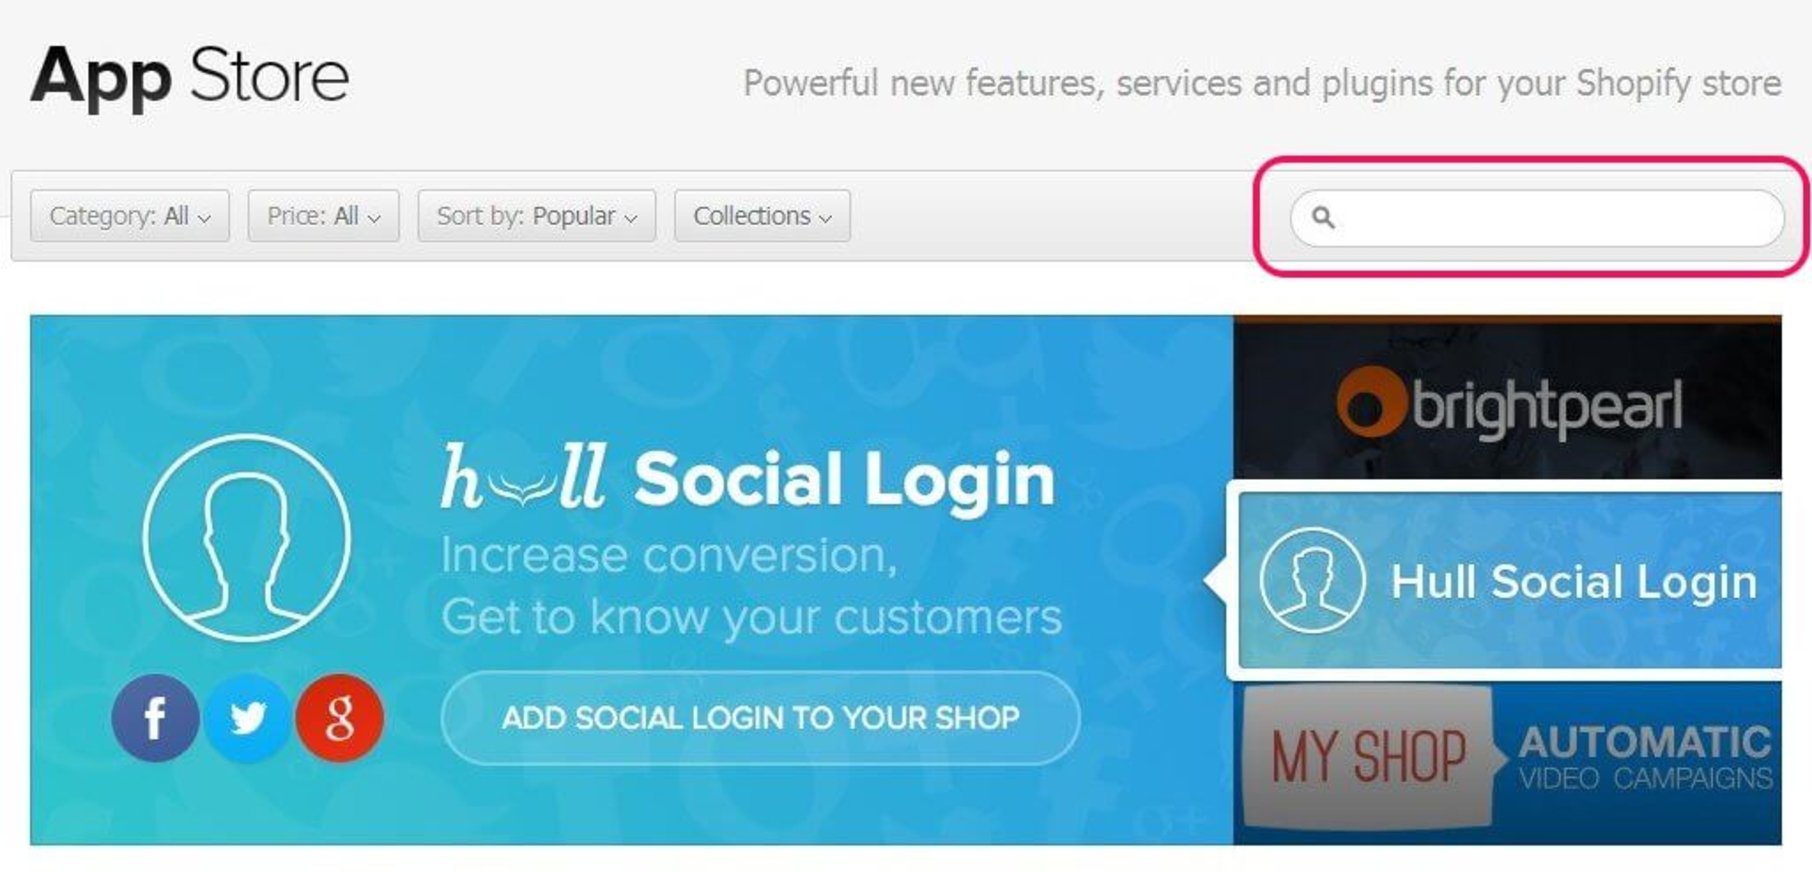 App Store
Powerful new features, services and plugins for your Shopify store
Category: All
Price: All
Sort by: Popular
Collections
hull Social Login
Increase conversion,
Get to know your customers
f
g
ADD SOCIAL LOGIN TO YOUR SHOP
brightpearl
Hull Social Login
MY SHOP
AUTOMATIC
VIDEO CAMPAIGNS